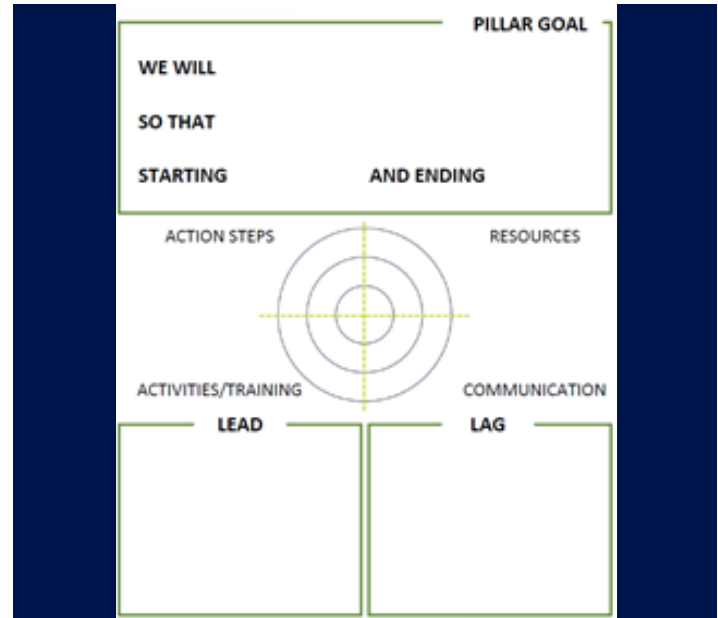 PILLAR GOAL
WE WILL
SO THAT
STARTING AND ENDING
ACTION STEPS RESOURCES
ACTIVITIES/TRAINING COMMUNICATION
LEAD LAG